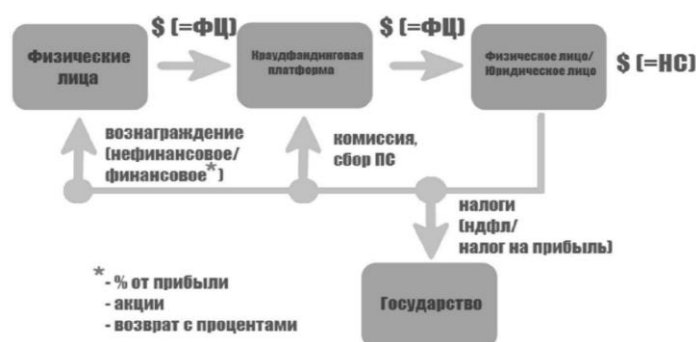 $ (=ФЦ)
$ (=ФЦ)
Физические
лица
Краудфандинговая
платформа
Физическое лицо/
Юридическое лицо
$ (=НС)
вознаграждение
(нефинансовое/
финансовое*)
комиссия,
сбор ПС
налоги
(ндфл/
налог на прибыль)
* - % от прибыли
- акции
- возврат с процентами
Государство